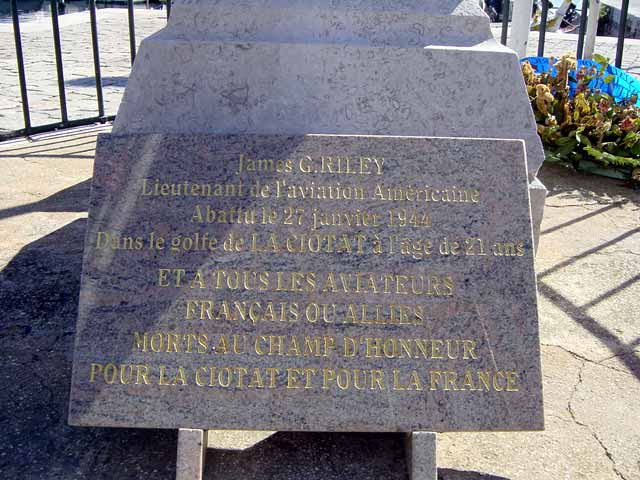 James G.RILEY
Lieutenant de l'aviation Américaine
Abattu le 27 janvier 1944
Dans le golfe de LA CIOTAT à l'âge de 21 ans
ET A TOUS LES AVIATEURS
FRANÇAIS OU ALLIES
MORTS AU CHAMP D'HONNEUR
POUR LA CIOTAT ET POUR LA FRANCE